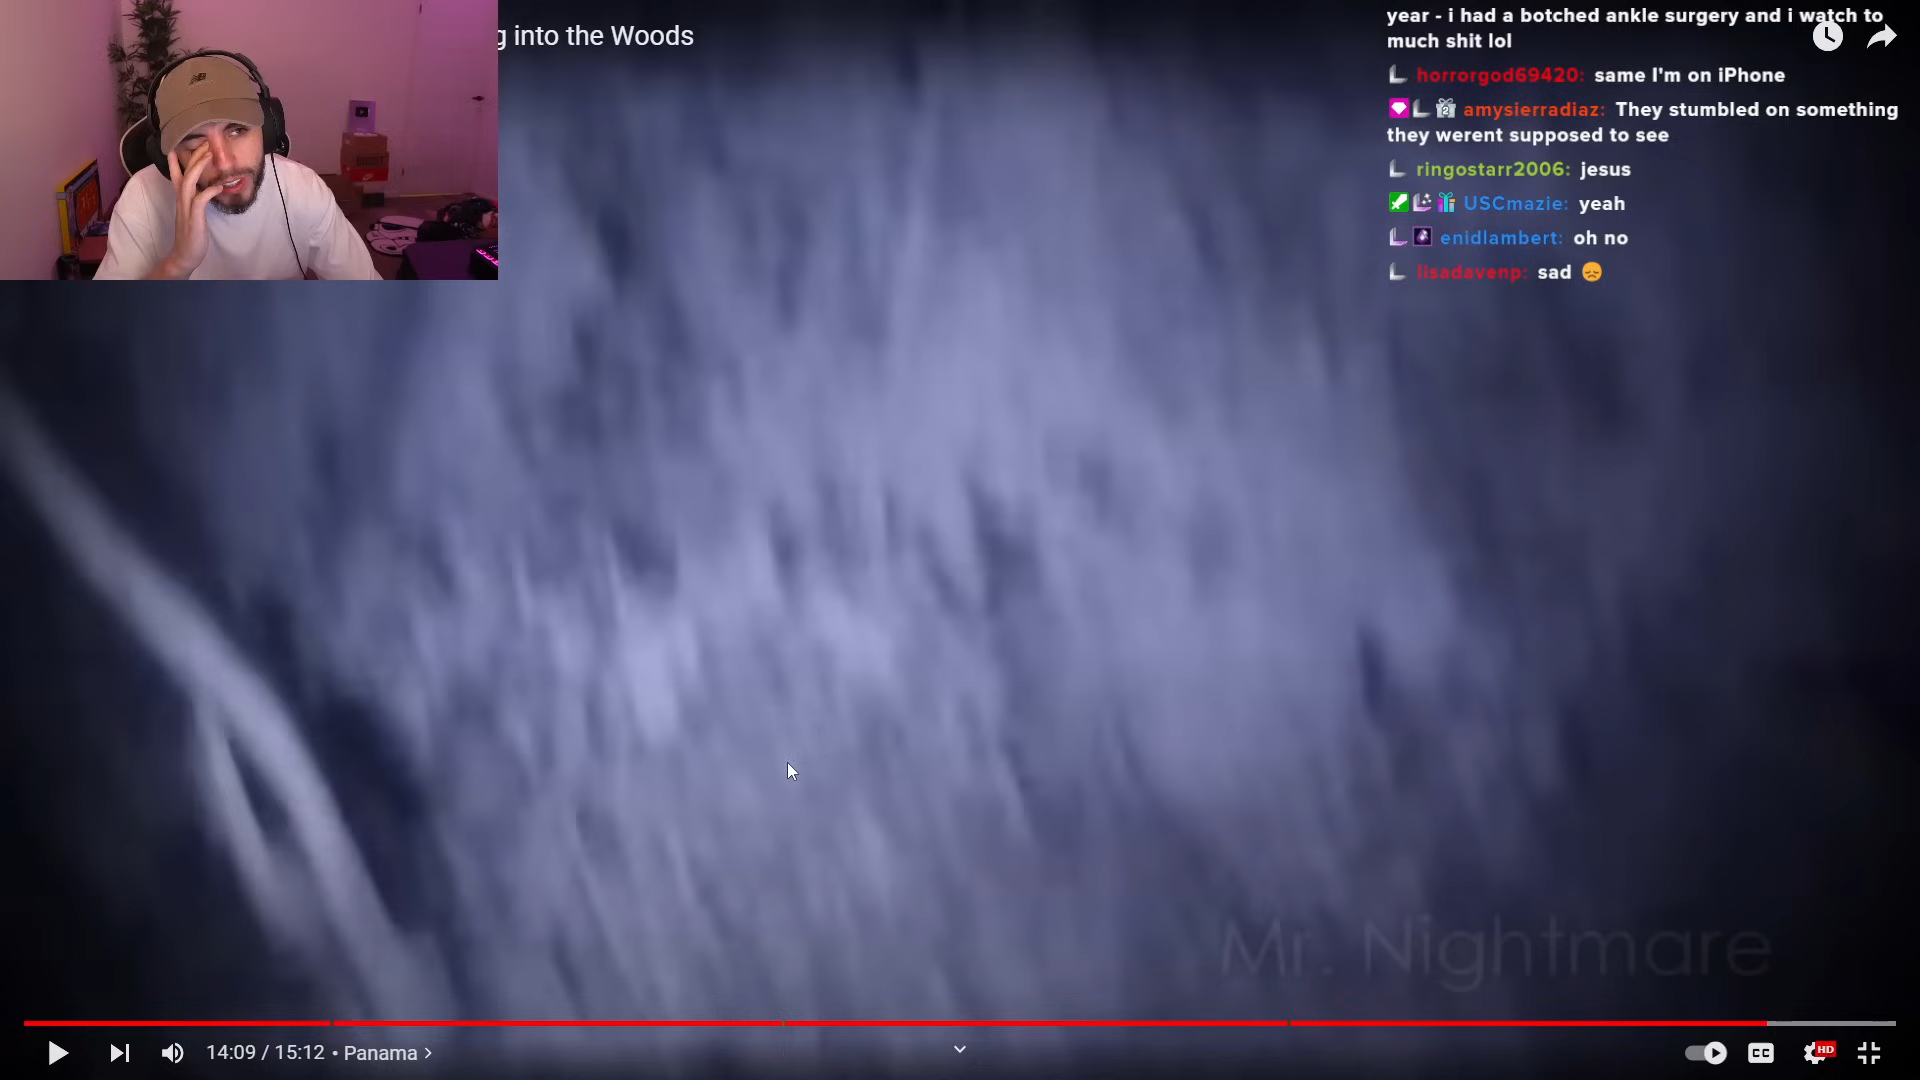 g into the Woods
year - i had a botched ankle surgery and i watch to
much shit lol
horrorgod69420: same I'm on iPhone
amysierradiaz: They stumbled on something
they werent supposed to see
ringostarr2006: jesus
USCmazie: yeah
enidlambert: oh no
lisadavenp: sad 😞
Mr. Nightmare
14:09 / 15:12 • Panama >
CC
HD